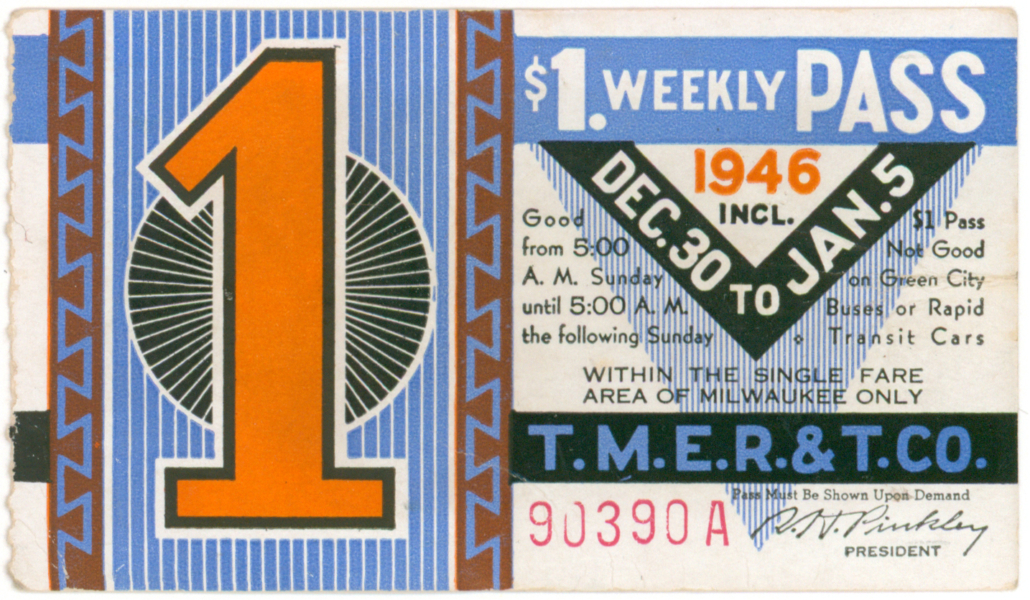 1
$1. WEEKLY PASS
1946
INCL.
DEC. 30 TO JAN. 5
Good
from 5:00
A. M. Sunday
until 5:00 A. M.
the following Sunday
$1 Pass
Not Good
on Green City
Buses or Rapid
Transit Cars
WITHIN THE SINGLE FARE
AREA OF MILWAUKEE ONLY
T.M.E.R.&T.CO.
Pass Must Be Shown Upon Demand
90390 A
R. H. Pinkley
PRESIDENT